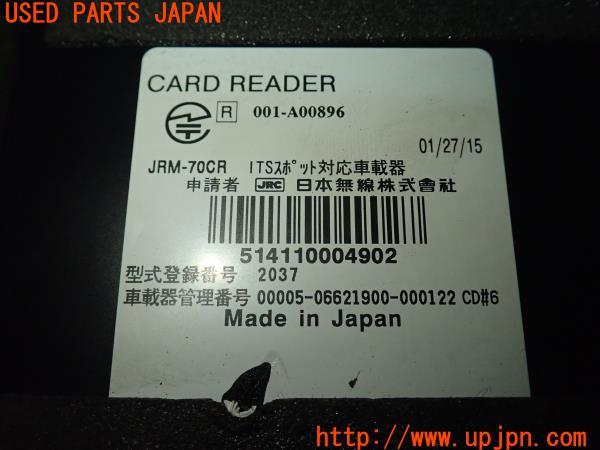 USED PARTS JAPAN
CARD READER
R 001-A00896
01/27/15
JRM-70CR ITSｽﾎﾟｯﾄ対応車載器
申請者 JRC 日本無線株式會社
514110004902
型式登録番号 2037
車載器管理番号 00005-06621900-000122 CD#6
Made in Japan
http://www.upjpn.com